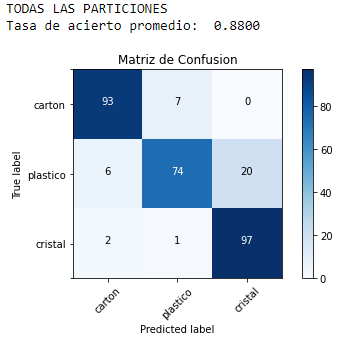 TODAS LAS PARTICIONES
Tasa de acierto promedio: 0.8800
Matriz de Confusion
True label
carton 93 7 0
plastico 6 74 20
cristal 2 1 97
carton plastico cristal
Predicted label
80
60
40
20
0